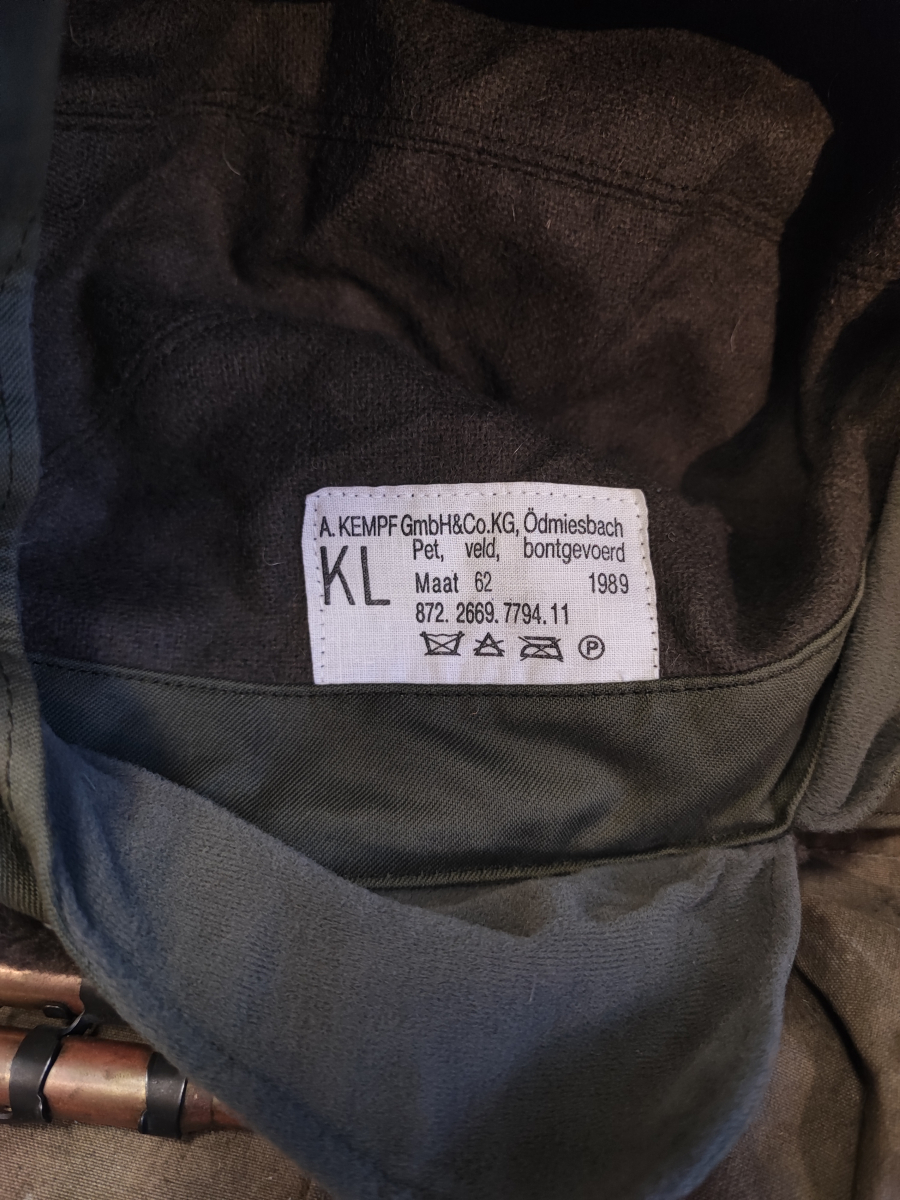 A. KEMPF GmbH&Co.KG, Ödmiesbach
KL
Pet, veld, bontgevoerd
Maat 62 1989
872. 2669. 7794. 11
P